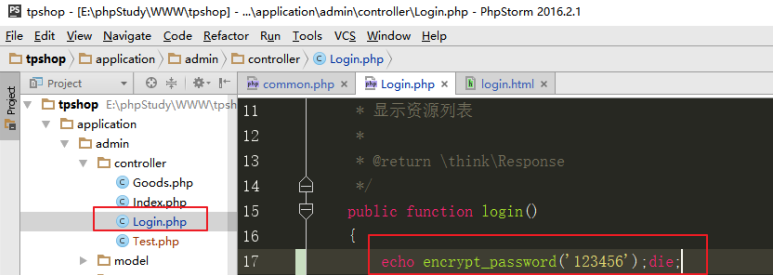 tpshop - [E:\phpStudy\WWW\tpshop] - ...\application\admin\controller\Login.php - PhpStorm 2016.2.1
File Edit View Navigate Code Refactor Run Tools VCS Window Help
tpshop application admin controller Login.php
Project
common.php × Login.php × login.html ×
Project
tpshop E:\phpStudy\WWW\tpsh
application
admin
controller
Goods.php
Index.php
Login.php
Test.php
model
11 * 显示资源列表
12 *
13 * @return \think\Response
14 */
15 public function login()
16 {
17 echo encrypt_password('123456');die;